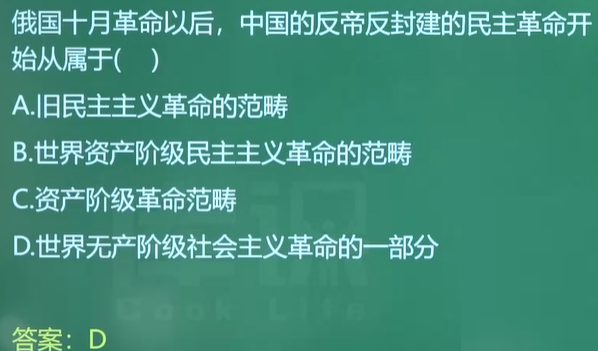 俄国十月革命以后，中国的反帝反封建的民主革命开
始从属于(    )
A.旧民主主义革命的范畴
B.世界资产阶级民主主义革命的范畴
C.资产阶级革命范畴
D.世界无产阶级社会主义革命的一部分
Cook Life
答案：D